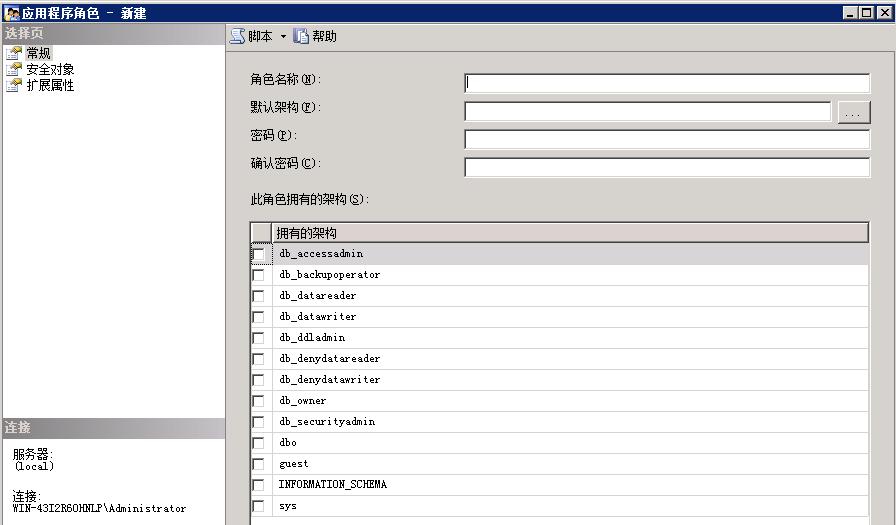 应用程序角色 - 新建
选择页
常规
安全对象
扩展属性
脚本 帮助
角色名称(N):
默认架构(F):
...
密码(P):
确认密码(C):
此角色拥有的架构(S):
拥有的架构
db_accessadmin
db_backupoperator
db_datareader
db_datawriter
db_ddladmin
db_denydatareader
db_denydatawriter
db_owner
db_securityadmin
dbo
guest
INFORMATION_SCHEMA
sys
连接
服务器:
(local)
连接:
WIN-43I2R6OHNLP\Administrator